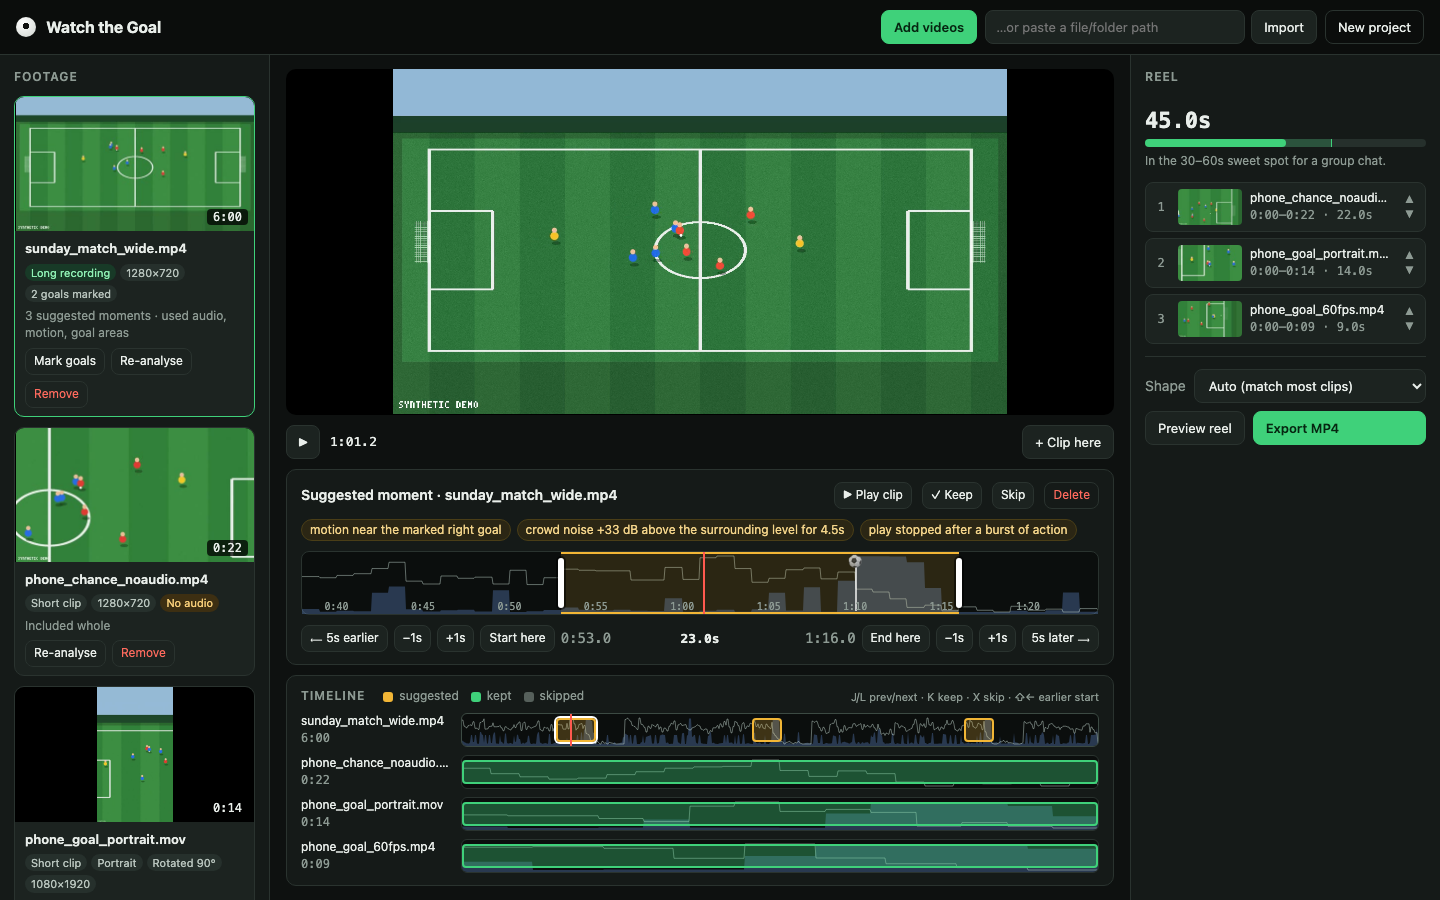 Watch the Goal
Add videos
...or paste a file/folder path
Import
New project
FOOTAGE
6:00
SYNTHETIC DEMO
sunday_match_wide.mp4
Long recording
1280×720
2 goals marked
3 suggested moments · used audio,
motion, goal areas
Mark goals
Re-analyse
Remove
0:22
phone_chance_noaudio.mp4
Short clip
1280×720
No audio
Included whole
Re-analyse
Remove
0:14
phone_goal_portrait.mov
Short clip
Portrait
Rotated 90°
1080×1920
SYNTHETIC DEMO
1:01.2
+ Clip here
Suggested moment · sunday_match_wide.mp4
▶ Play clip
✓ Keep
Skip
Delete
motion near the marked right goal
crowd noise +33 dB above the surrounding level for 4.5s
play stopped after a burst of action
0:40
0:45
0:50
0:55
1:00
1:05
1:10
1:15
1:20
← 5s earlier
−1s
+1s
Start here
0:53.0
23.0s
1:16.0
End here
−1s
+1s
5s later →
TIMELINE
suggested
kept
skipped
J/L prev/next · K keep · X skip · ⇧← earlier start
sunday_match_wide.mp4
6:00
phone_chance_noaudio....
0:22
phone_goal_portrait.mov
0:14
phone_goal_60fps.mp4
0:09
REEL
45.0s
In the 30–60s sweet spot for a group chat.
1
phone_chance_noaudi...
0:00–0:22 · 22.0s
2
phone_goal_portrait.m...
0:00–0:14 · 14.0s
3
phone_goal_60fps.mp4
0:00–0:09 · 9.0s
Shape
Auto (match most clips)
Preview reel
Export MP4